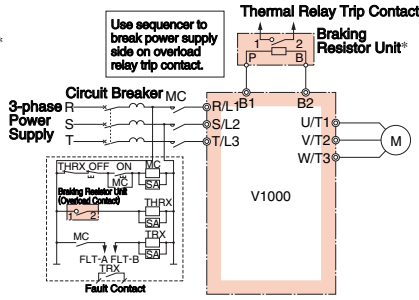 Thermal Relay Trip Contact
Use sequencer to
break power supply
side on overload
relay trip contact.
*
1 2
P B
Braking
Resistor Unit*
Circuit Breaker MC
B1 B2
3-phase
Power
Supply
R
S
T
R/L1
S/L2
T/L3
U/T1
V/T2
W/T3
M
V1000
THRX OFF ON MC
MC SA
Braking Resistor Unit
(Overload Contact)
1 2
THRX
SA
MC TRX
SA
FLT-A FLT-B
TRX
Fault Contact